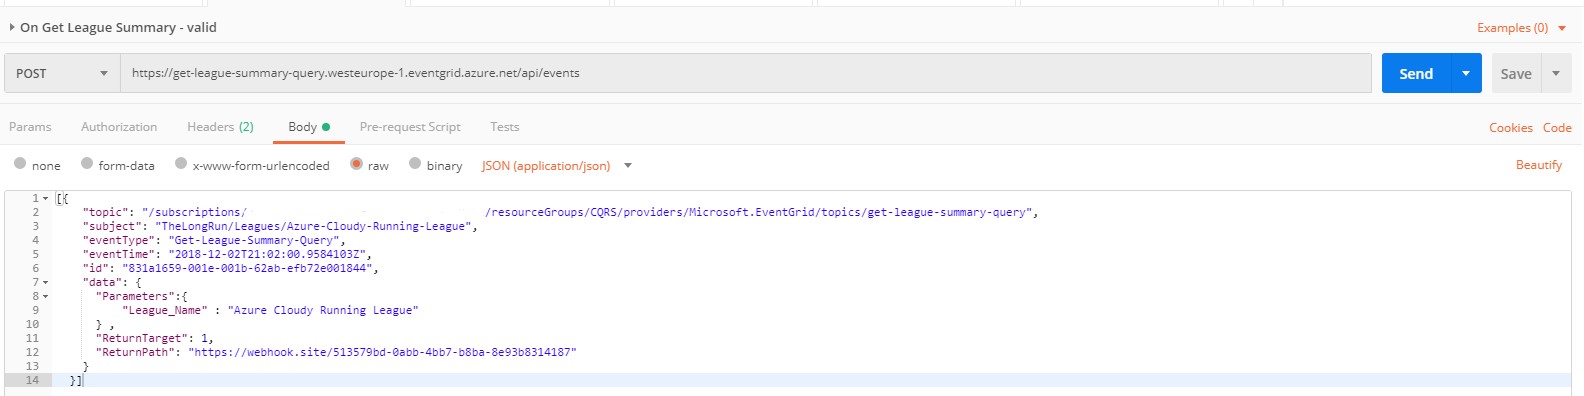 On Get League Summary - valid
Examples (0)
POST
https://get-league-summary-query.westeurope-1.eventgrid.azure.net/api/events
Send
Save
Params Authorization Headers (2) Body Pre-request Script Tests
Cookies Code
none form-data x-www-form-urlencoded raw binary JSON (application/json)
Beautify
1 [{
2 "topic": "/subscriptions/ /resourceGroups/CQRS/providers/Microsoft.EventGrid/topics/get-league-summary-query",
3 "subject": "TheLongRun/Leagues/Azure-Cloudy-Running-League",
4 "eventType": "Get-League-Summary-Query",
5 "eventTime": "2018-12-02T21:02:00.9584103Z",
6 "id": "831a1659-001e-001b-62ab-efb72e001844",
7 "data": {
8 "Parameters":{
9 "League_Name" : "Azure Cloudy Running League"
10 } ,
11 "ReturnTarget": 1,
12 "ReturnPath": "https://webhook.site/513579bd-0abb-4bb7-b8ba-8e93b8314187"
13 }
14 }]